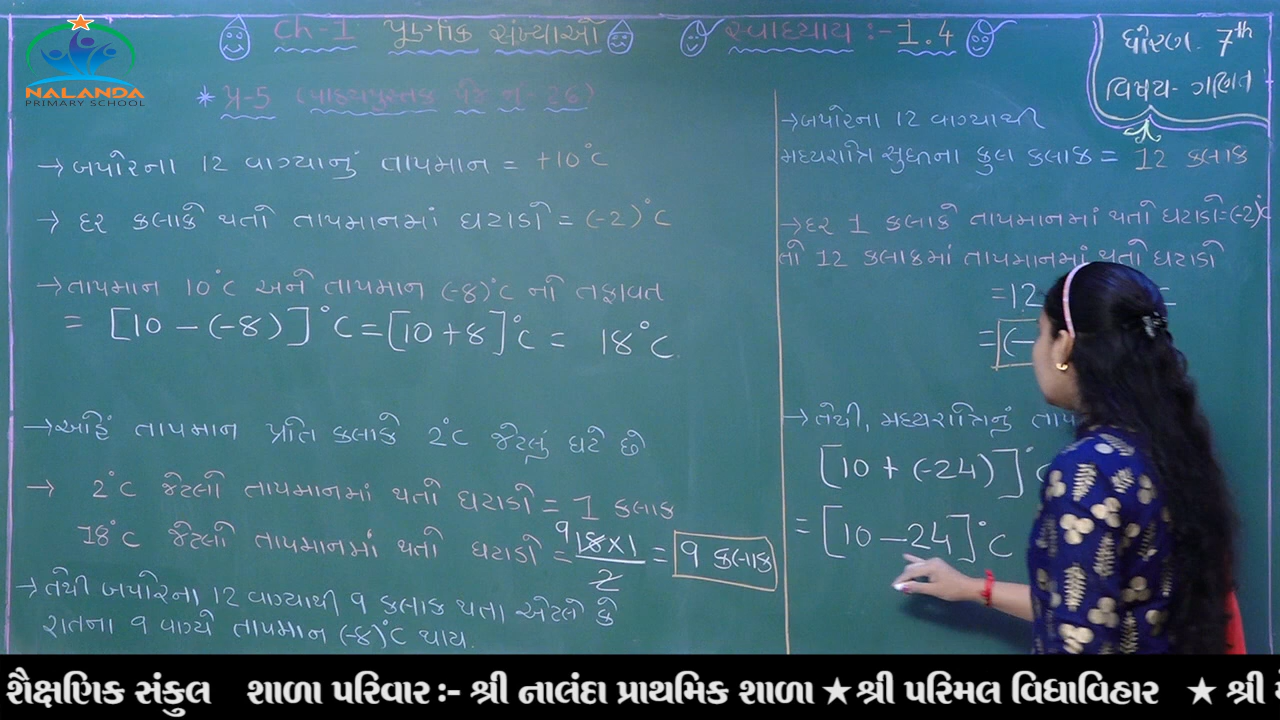 NALANDA
PRIMARY SCHOOL
Ch-1 પૂર્ણાંક સંખ્યાઓ
સ્વાધ્યાય :- 1.4
ધોરણ. 7th
વિષય- ગણિત
* પ્ર-5 (પાઠ્યપુસ્તક પેજ નં-26)
→ બપોરના 12 વાગ્યાનું તાપમાન = +10°C
→ દર કલાકે થતો તાપમાનમાં ઘટાડો = (-2)°C
→ તાપમાન 10°C અને તાપમાન (-8)°C નો તફાવત
= [10 - (-8)]°C = [10 + 8]°C = 18°C.
→ અહિં તાપમાન પ્રતિ કલાકે 2°C જેટલું ઘટે છે
→ 2°C જેટલો તાપમાનમાં થતો ઘટાડો = 1 કલાક
18°C જેટલો તાપમાનમાં થતો ઘટાડો = 9 18×1 / 2 = 9 કલાક
→ તેથી બપોરના 12 વાગ્યાથી 9 કલાક થતા એટલે કે
રાતના 9 વાગ્યે તાપમાન (-8)°C થાય.
→ બપોરના 12 વાગ્યાથી
મધ્યરાત્રિ સુધીના કુલ કલાક = 12 કલાક
→ દર 1 કલાકે તાપમાનમાં થતો ઘટાડો=(-2)°C
તો 12 કલાકમાં તાપમાનમાં થતો ઘટાડો
= 12
= (-
→ તેથી, મધ્યરાત્રિનું
[10 + (-24)]°C
= [10 - 24]°C
શૈક્ષણિક સંકુલ શાળા પરિવાર :- શ્રી નાલંદા પ્રાથમિક શાળા ★ શ્રી પરિમલ વિદ્યાવિહાર ★ શ્રી